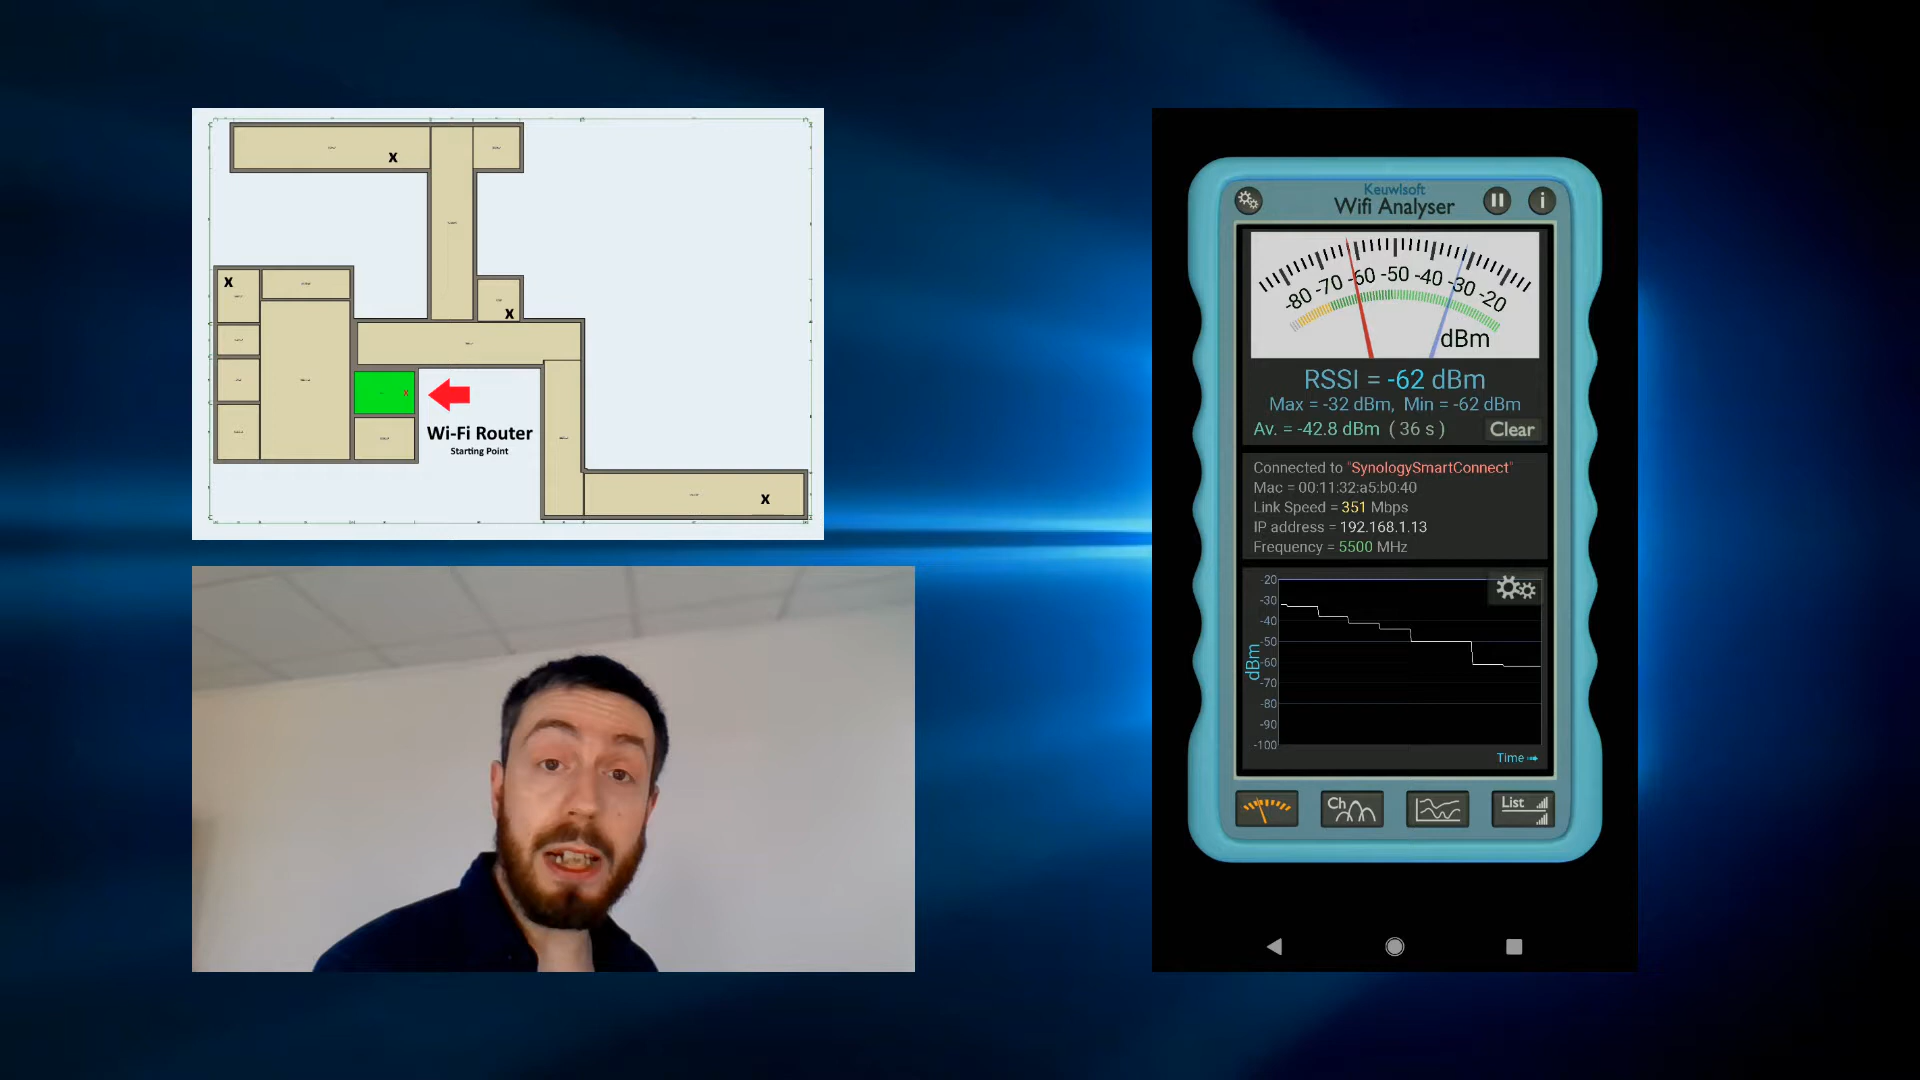 x
x
x
x
x
Wi-Fi Router
Starting Point
Keuwlsoft
Wifi Analyser
i
-80 -70 -60 -50 -40 -30 -20
dBm
RSSI = -62 dBm
Max = -32 dBm, Min = -62 dBm
Av. = -42.8 dBm ( 36 s )
Clear
Connected to "SynologySmartConnect"
Mac = 00:11:32:a5:b0:40
Link Speed = 351 Mbps
IP address = 192.168.1.13
Frequency = 5500 MHz
-20
-30
-40
-50
-60
-70
-80
-90
-100
dBm
Time
Ch
List